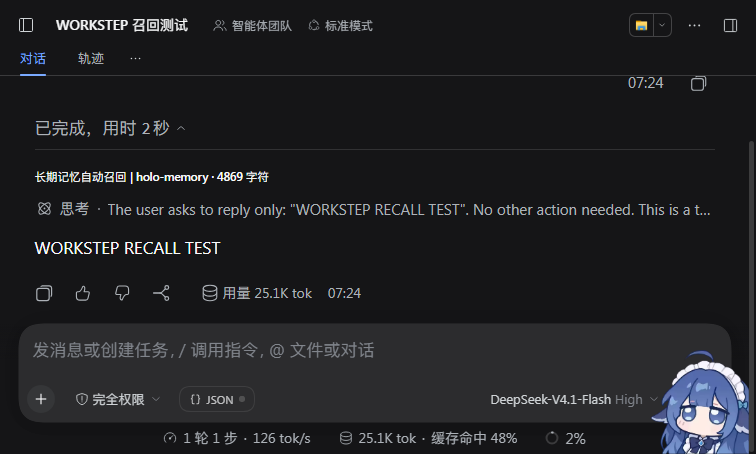 WORKSTEP 召回测试 智能体团队 标准模式 ···
对话 轨迹 ···
07:24
已完成，用时 2 秒
长期记忆自动召回 | holo-memory · 4869 字符
思考 · The user asks to reply only: "WORKSTEP RECALL TEST". No other action needed. This is a t...
WORKSTEP RECALL TEST
用量 25.1K tok 07:24
发消息或创建任务, / 调用指令, @ 文件或对话
+ 完全权限 {} JSON DeepSeek-V4.1-Flash High
1 轮 1 步 · 126 tok/s 25.1K tok · 缓存命中 48% 2%